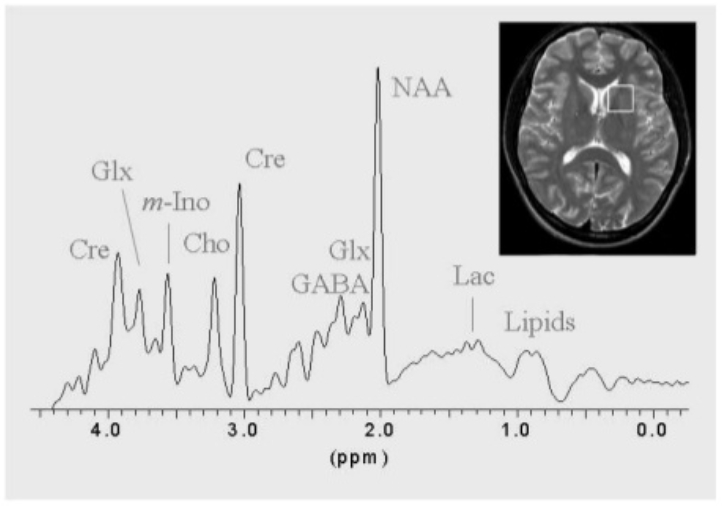 NAA
Cre
Glx
m-Ino
Cre
Cho
Glx
GABA
Lac
Lipids
4.0 3.0 2.0 1.0 0.0
(ppm)